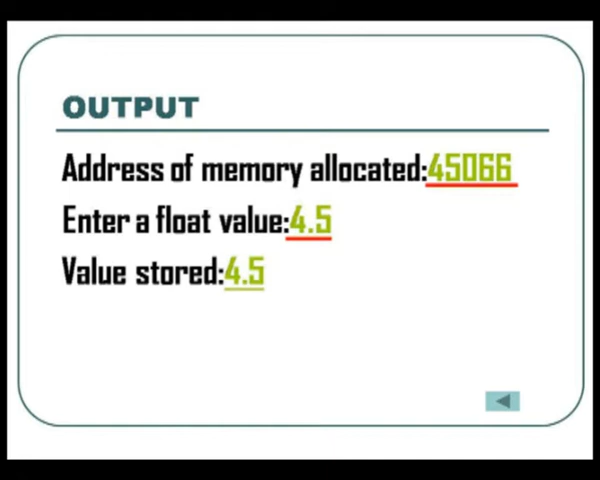 OUTPUT
Address of memory allocated:45066
Enter a float value:4.5
Value stored:4.5